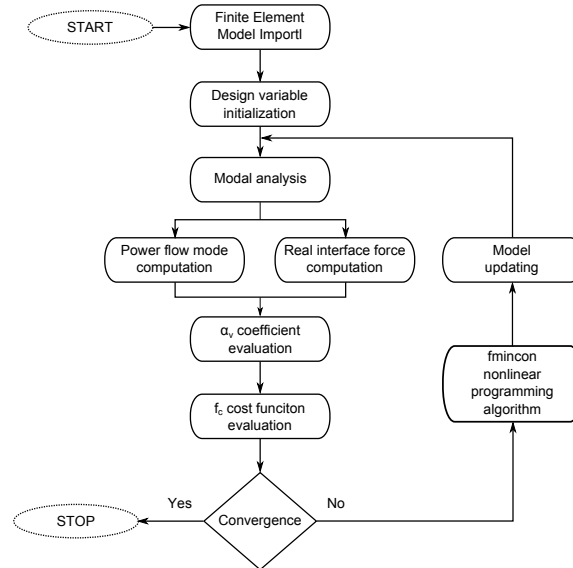 START
Finite Element
Model Importl
Design variable
initialization
Modal analysis
Power flow mode
computation
Real interface force
computation
Model
updating
αv coefficient
evaluation
fmincon
nonlinear
programming
algorithm
fc cost funciton
evaluation
Yes
No
STOP
Convergence